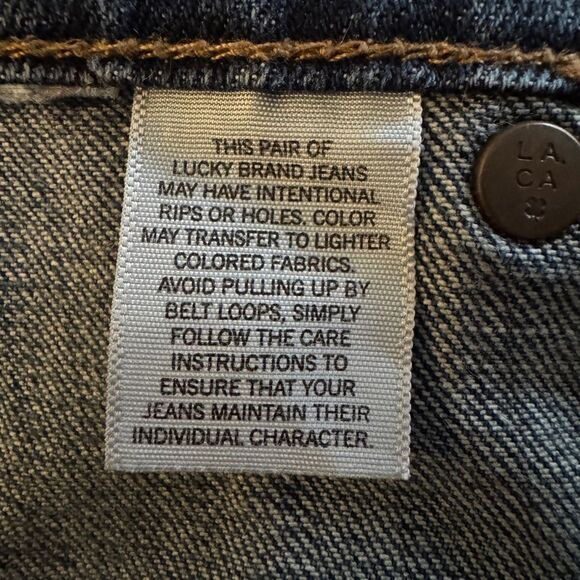 THIS PAIR OF
LUCKY BRAND JEANS
MAY HAVE INTENTIONAL
RIPS OR HOLES. COLOR
MAY TRANSFER TO LIGHTER
COLORED FABRICS.
AVOID PULLING UP BY
BELT LOOPS, SIMPLY
FOLLOW THE CARE
INSTRUCTIONS TO
ENSURE THAT YOUR
JEANS MAINTAIN THEIR
INDIVIDUAL CHARACTER.
L.A.
CA